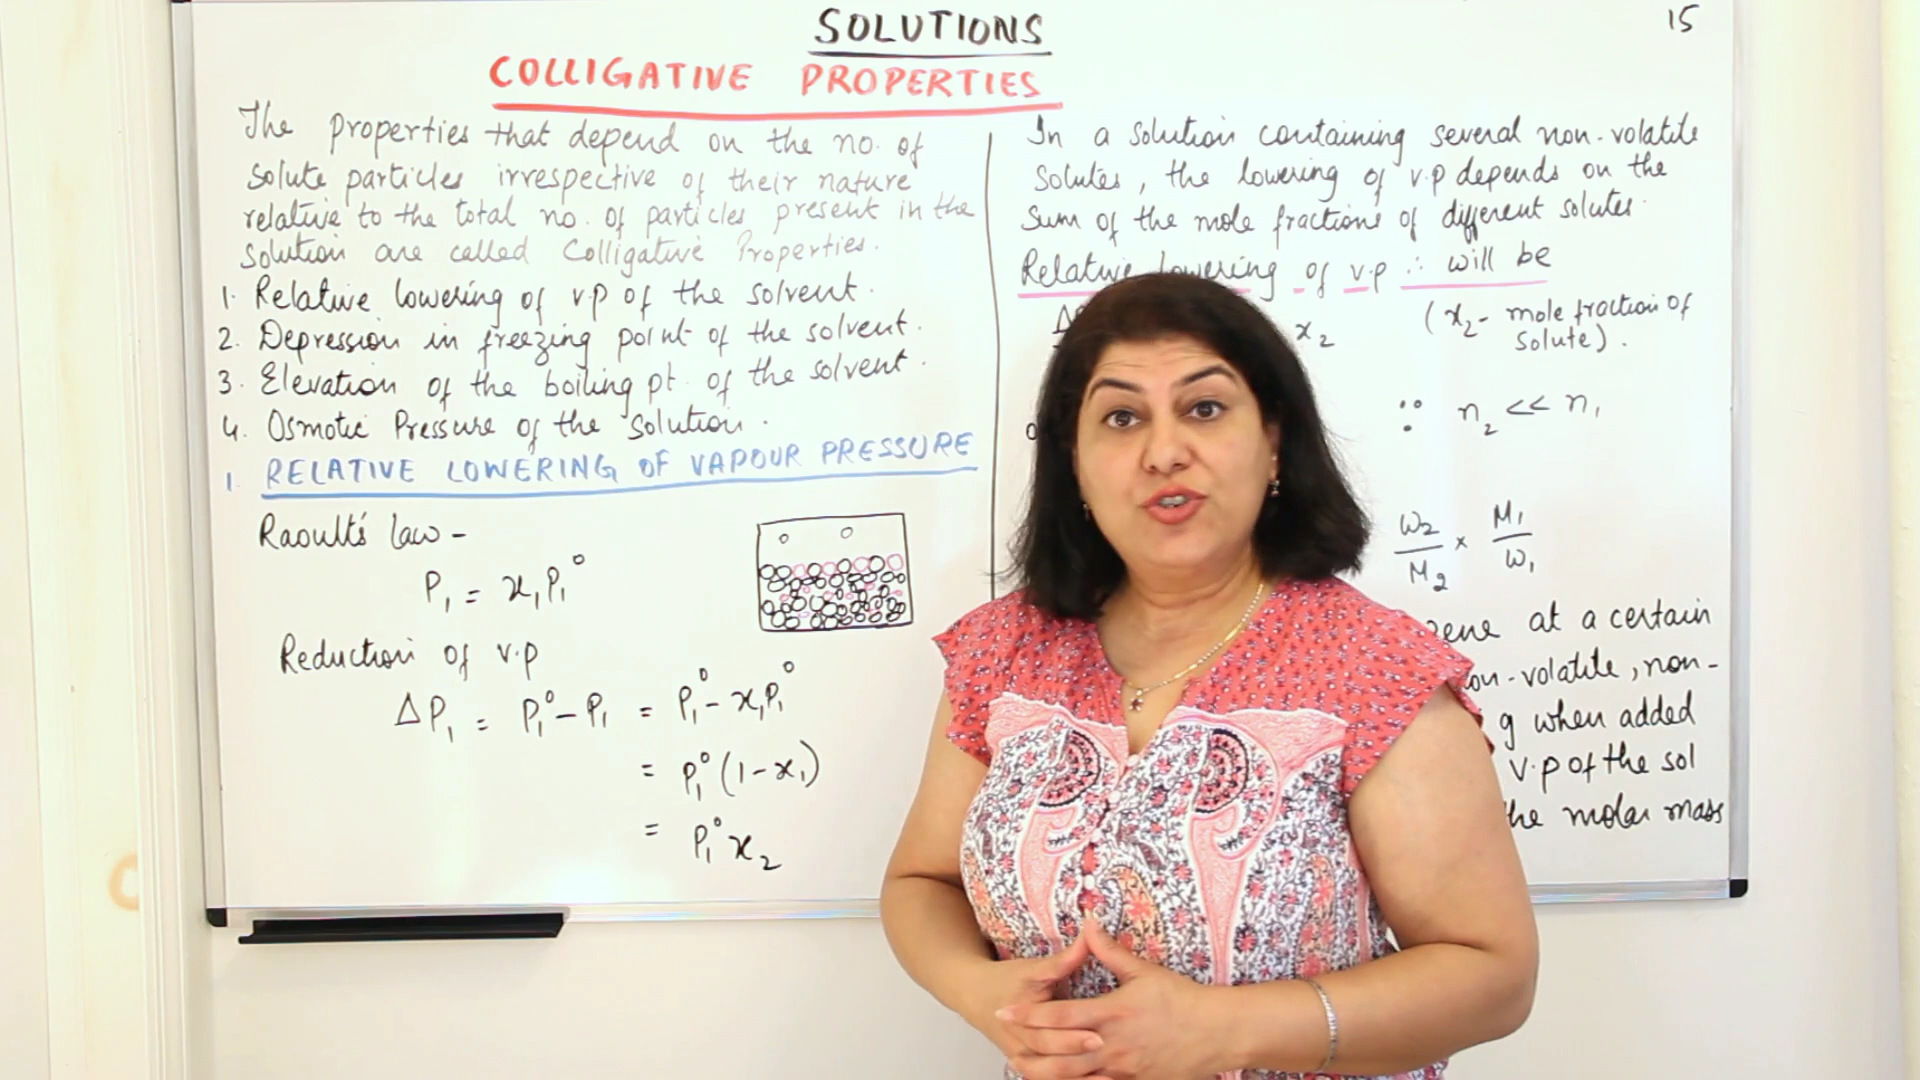 SOLUTIONS
15
COLLIGATIVE PROPERTIES
The properties that depend on the no. of
solute particles irrespective of their nature
relative to the total no. of particles present in the
solution are called Colligative Properties.
1. Relative lowering of v.p of the solvent.
2. Depression in freezing point of the solvent.
3. Elevation of the boiling pt. of the solvent.
4. Osmotic Pressure of the solution.
1. RELATIVE LOWERING OF VAPOUR PRESSURE
Raoult's law -
P₁ = x₁P₁°
Reduction of v.p
ΔP₁ = P₁° - P₁ = P₁° - x₁P₁°
= P₁°(1-x₁)
= P₁°x₂
In a solution containing several non-volatile
solutes, the lowering of v.p depends on the
sum of the mole fractions of different solutes.
Relative lowering of v.p ∴ will be
x₂ (x₂ - mole fraction of
solute).
∵ n₂ << n₁
w₂/M₂ × M₁/w₁
at a certain
non-volatile, non-
g when added
v.p of the sol
the molar mass